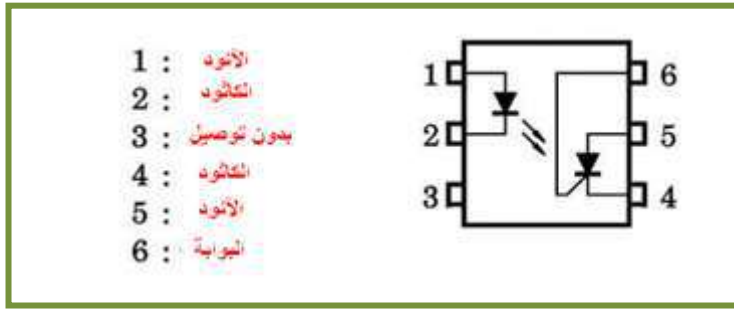 1 : الأنود
2 : الكاثود
3 : بدون توصيل
4 : الكاثود
5 : الأنود
6 : البوابة
1
6
2
5
3
4